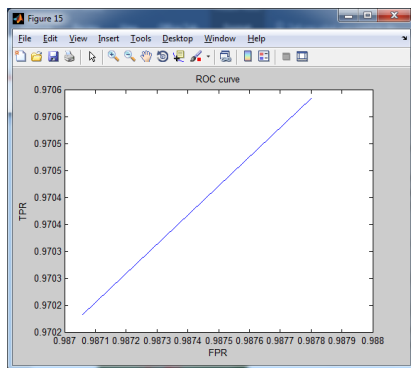 Figure 15
File Edit View Insert Tools Desktop Window Help
ROC curve
0.9706
0.9706
0.9705
0.9705
0.9704
0.9704
0.9703
0.9703
0.9702
0.9702
TPR
0.987 0.9871 0.9872 0.9873 0.9874 0.9875 0.9876 0.9877 0.9878 0.9879 0.988
FPR